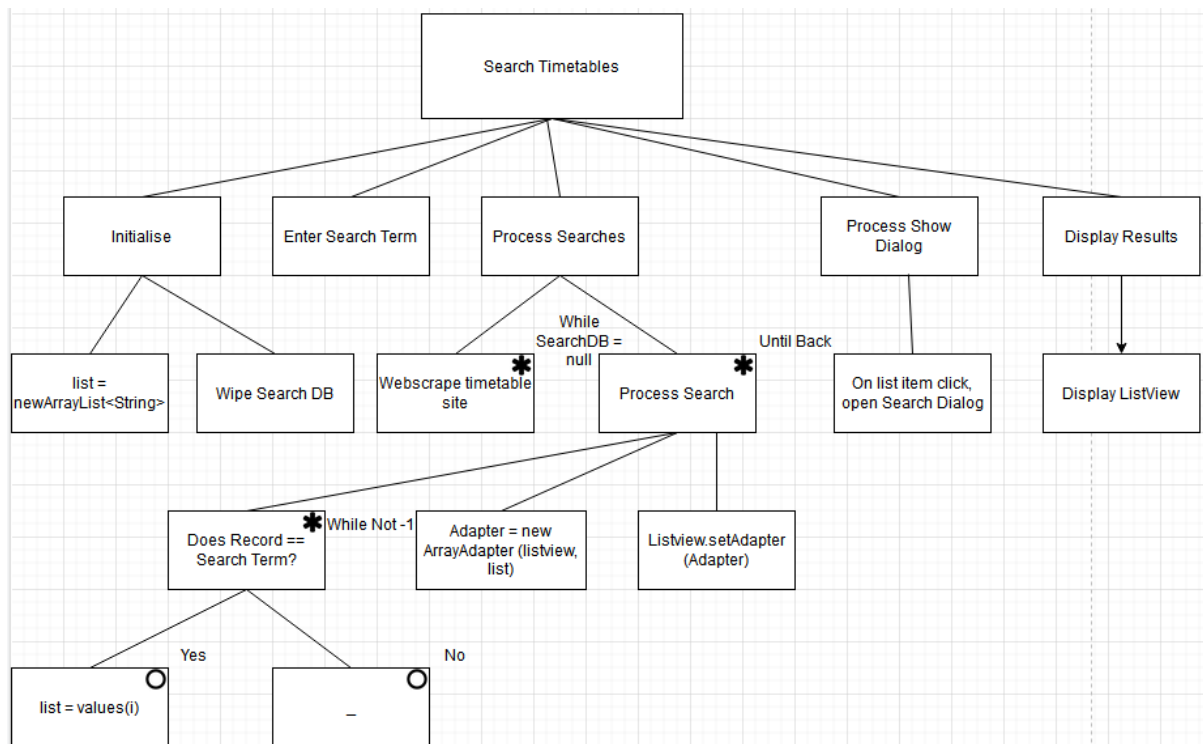 Search Timetables
Initialise
Enter Search Term
Process Searches
Process Show
Dialog
Display Results
While
SearchDB =
null
Until Back
list =
newArrayList<String>
Wipe Search DB
Webscrape timetable
site
Process Search
On list item click,
open Search Dialog
Display ListView
Does Record ==
Search Term?
While Not -1
Adapter = new
ArrayAdapter (listview,
list)
Listview.setAdapter
(Adapter)
Yes
No
list = values(i)
_